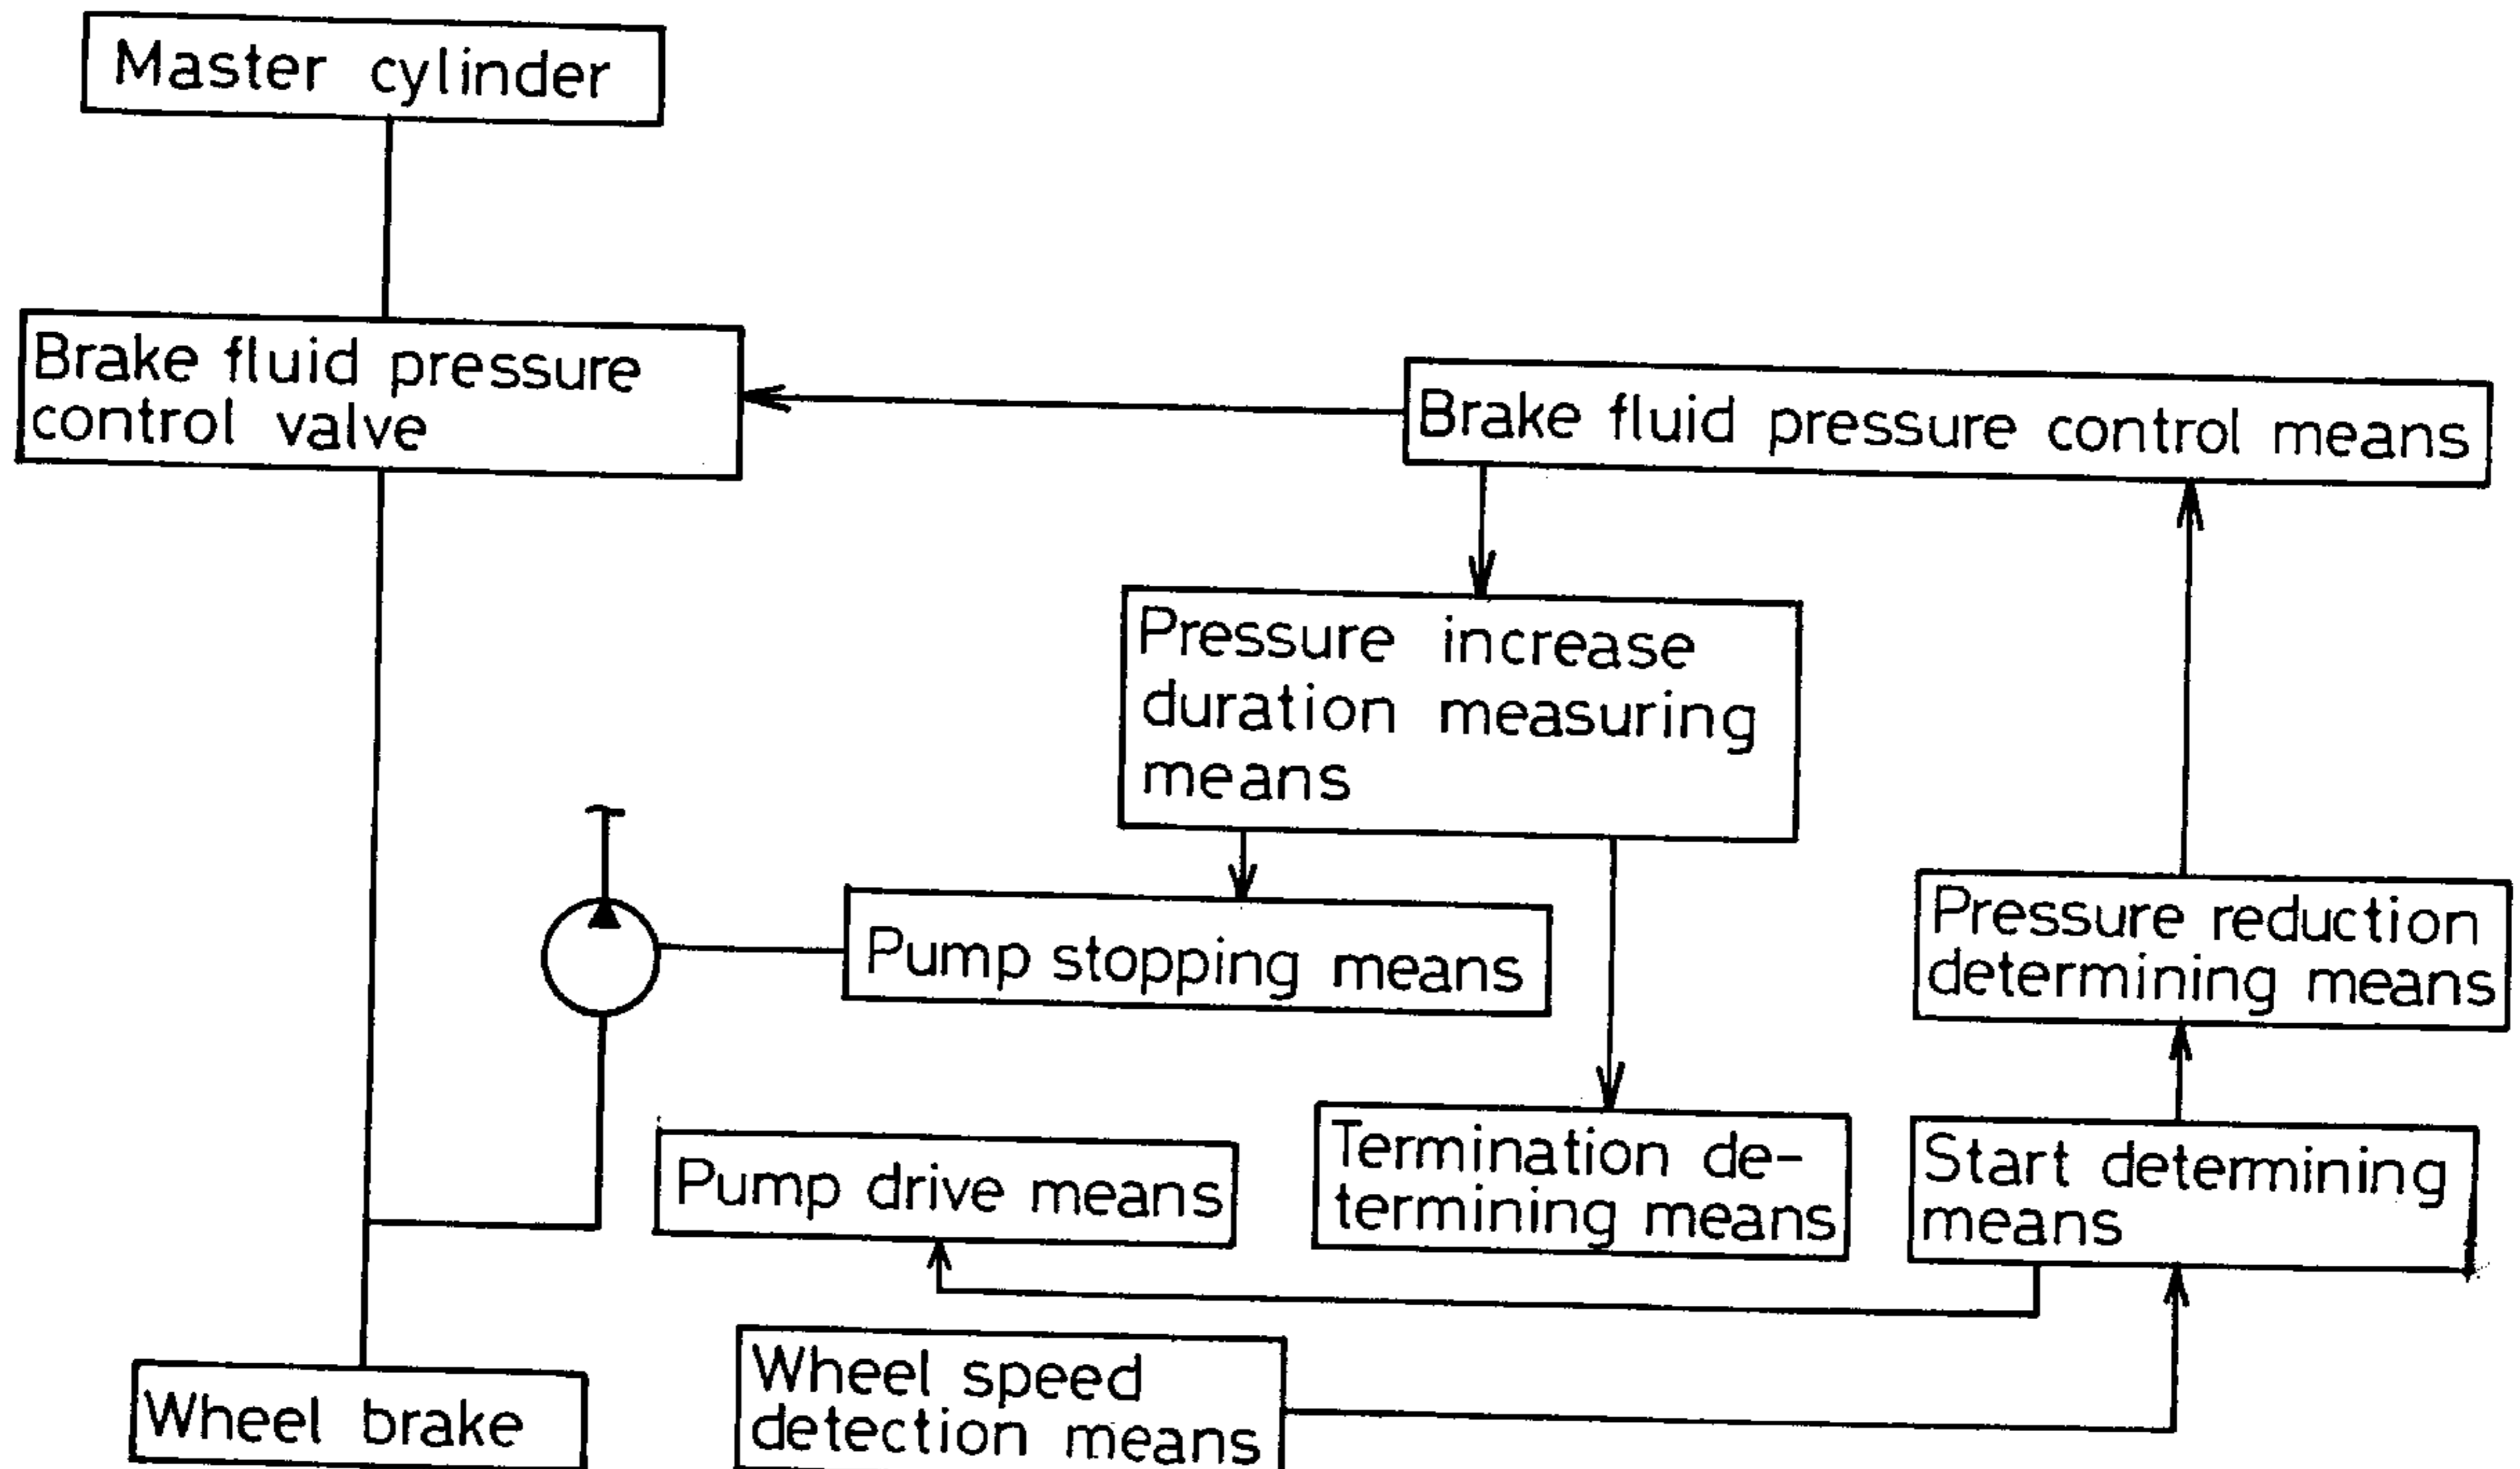 Master cylinder
Brake fluid pressure
control valve
Brake fluid pressure control means
Pressure increase
duration measuring
means
Pump stopping means
Pressure reduction
determining means
Pump drive means
Termination de-
termining means
Start determining
means
Wheel brake
Wheel speed
detection means